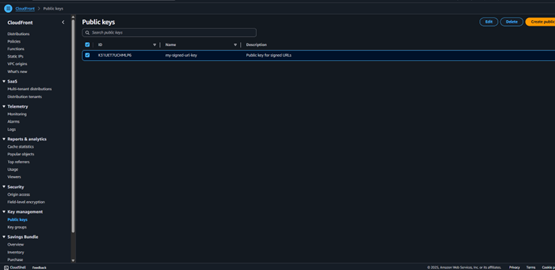 CloudFront > Public keys
CloudFront
Distributions
Policies
Functions
Static IPs
VPC origins
What's new
SaaS
Multi-tenant distributions
Distribution tenants
Telemetry
Monitoring
Alarms
Logs
Reports & analytics
Cache statistics
Popular objects
Top referrers
Usage
Viewers
Security
Origin access
Field-level encryption
Key management
Public keys
Key groups
Savings Bundle
Overview
Inventory
Purchase
Public keys
Edit
Delete
Create public
Search public keys
ID
Name
Description
my-signed-url-key
Public key for signed URLs
CloudShell
Feedback
© 2025, Amazon Web Services, Inc. or its affiliates.
Privacy
Terms